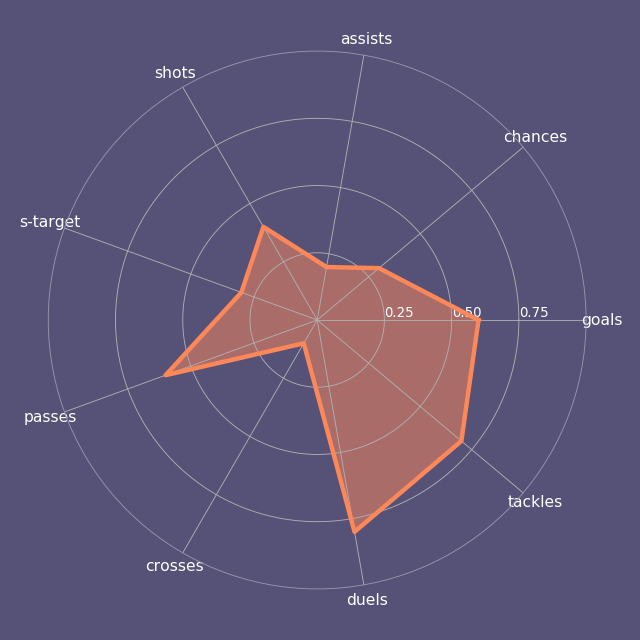 assists
shots
chances
s-target
0.25
0.50
0.75
goals
passes
tackles
crosses
duels